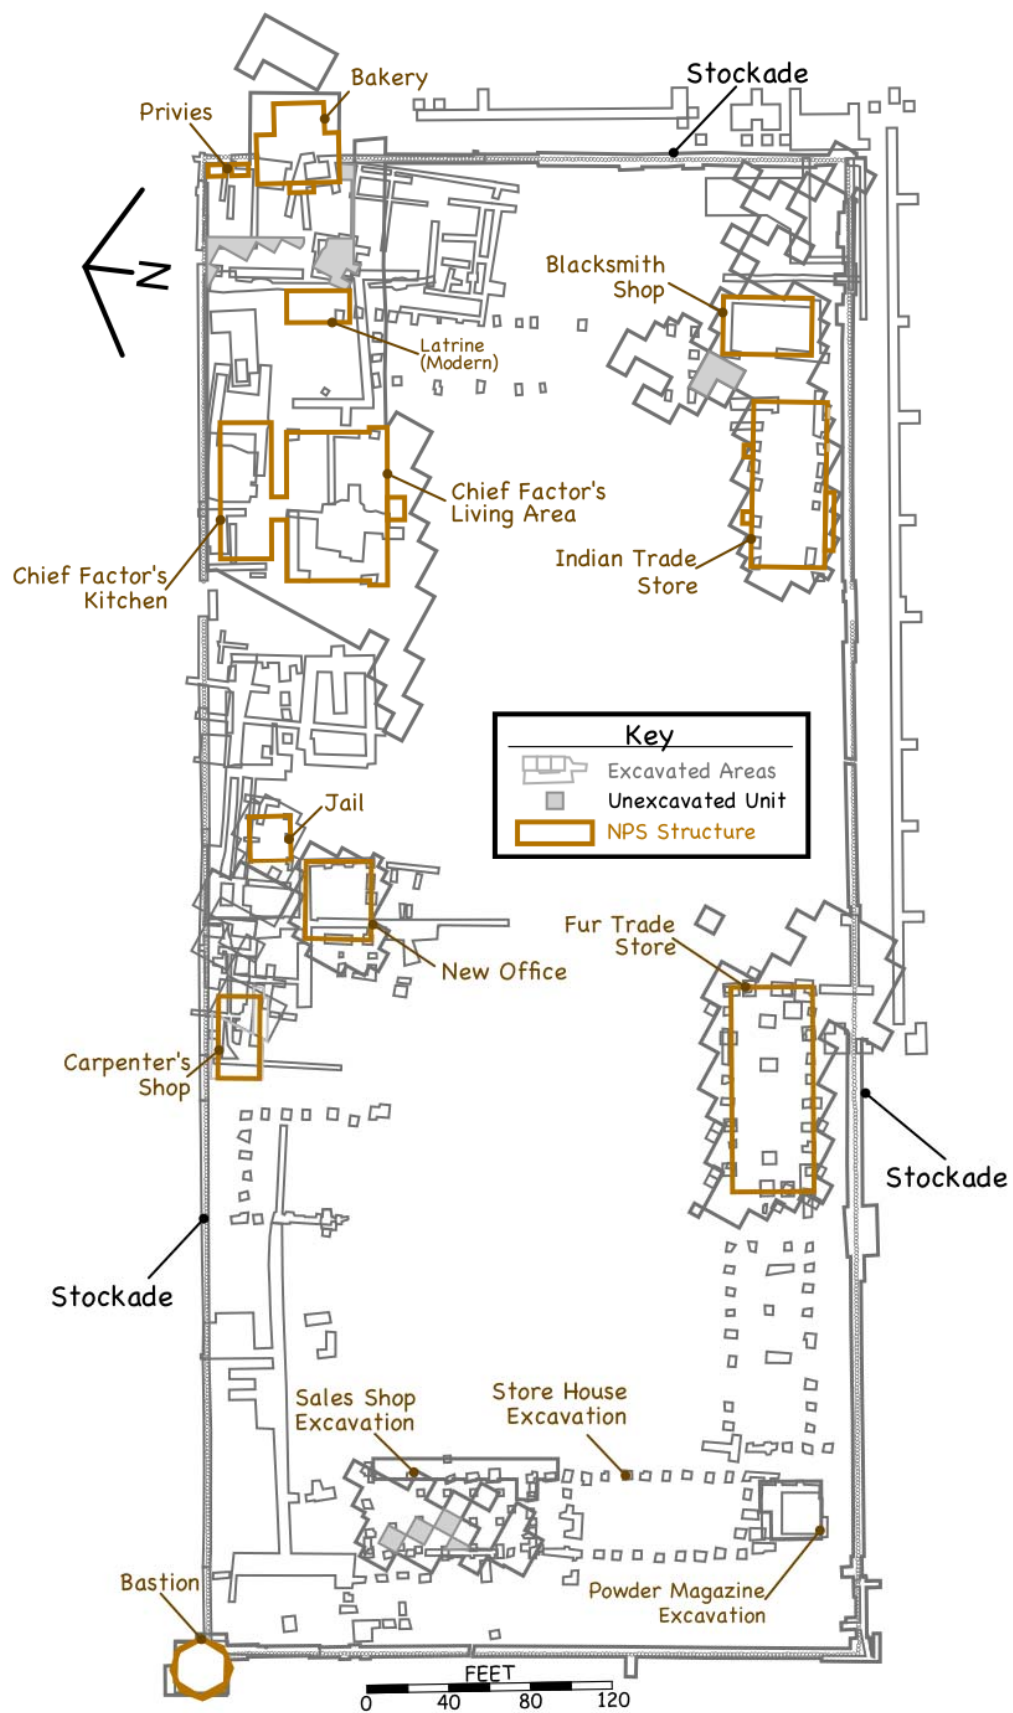 Stockade
Bakery
Privies
N
Blacksmith
Shop
Latrine
(Modern)
Chief Factor's
Living Area
Indian Trade
Store
Chief Factor's
Kitchen
Key
Excavated Areas
Unexcavated Unit
NPS Structure
Jail
Fur Trade
Store
New Office
Carpenter's
Shop
Stockade
Stockade
Sales Shop
Excavation
Store House
Excavation
Bastion
Powder Magazine
Excavation
FEET
0 40 80 120